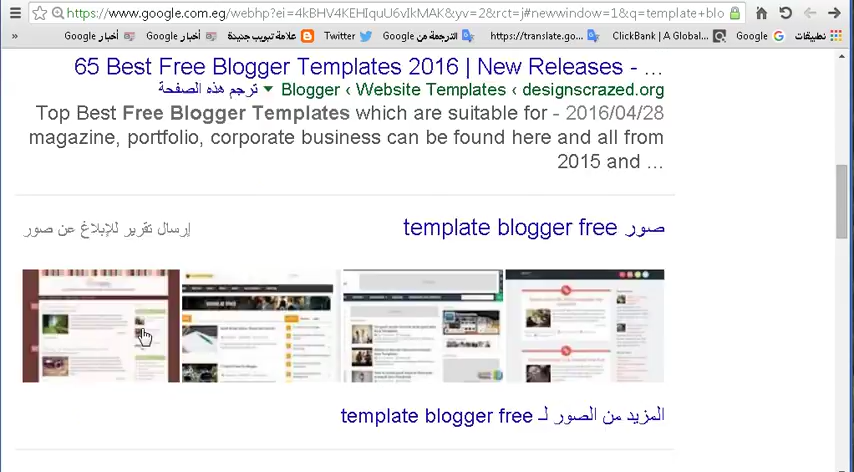 https://www.google.com.eg/webhp?ei=4kBHV4KEHIquU6vIkMAK&yv=2&rct=j#newwindow=1&q=template+blo
تطبيقات Google ClickBank | A Global... https://translate.go... الترجمة من Google Twitter علامة تبويب جديدة أخبار Google أخبار Google »
65 Best Free Blogger Templates 2016 | New Releases - ...
designscrazed.org › Website Templates › Blogger ترجم هذه الصفحة
Top Best Free Blogger Templates which are suitable for - 2016/04/28
magazine, portfolio, corporate business can be found here and all from
2015 and ...
صور template blogger free
إرسال تقرير للإبلاغ عن صور
المزيد من الصور لـ template blogger free